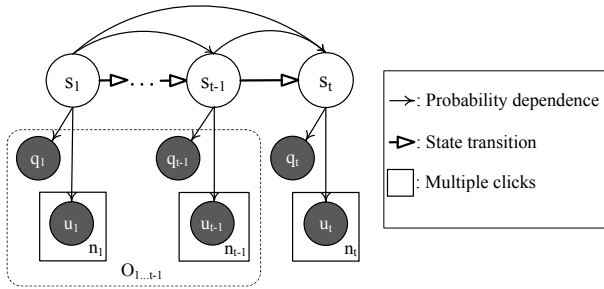 s1 ... st-1 st
q1 qt-1 qt
u1 ut-1 ut
n1 nt-1 nt
O1...t-1
: Probability dependence
: State transition
: Multiple clicks